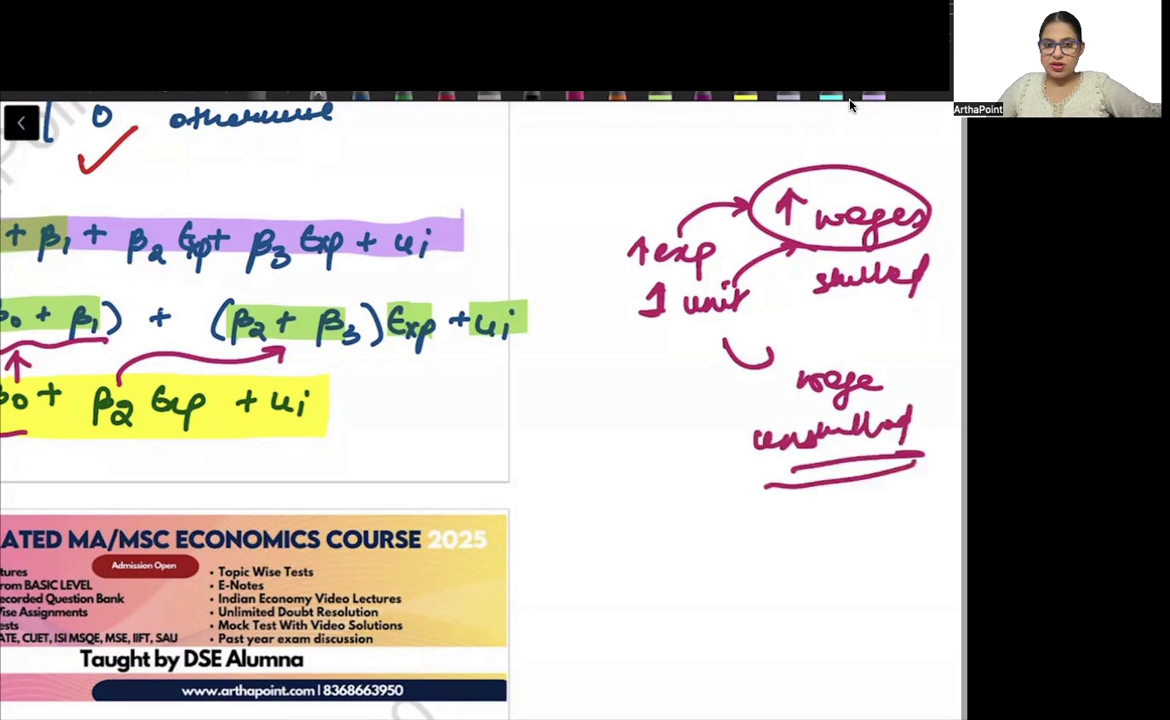 0 otherwise
+ β₁ + β₂ Exp + β₃ Exp + uᵢ
β₀ + β₁) + (β₂ + β₃) Exp + uᵢ
β₀ + β₂ Exp + uᵢ
↑ wages
↑ exp
skilled
1 unit
wage
unskilled
ArthaPoint
ATED MA/MSC ECONOMICS COURSE 2025
Admission Open
tures
rom BASIC LEVEL
ecorded Question Bank
ise Assignments
ests
ATE, CUET, ISI MSQE, MSE, IIFT, SAU
• Topic Wise Tests
• E-Notes
• Indian Economy Video Lectures
• Unlimited Doubt Resolution
• Mock Test With Video Solutions
• Past year exam discussion
Taught by DSE Alumna
www.arthapoint.com | 8368663950